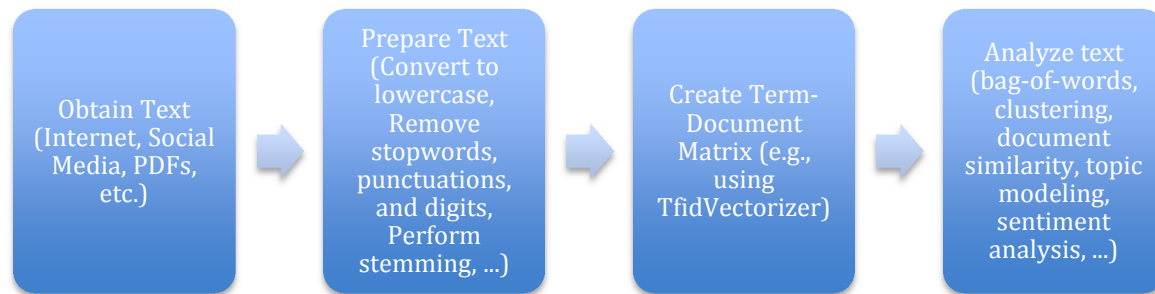 Obtain Text
(Internet, Social
Media, PDFs,
etc.)
Prepare Text
(Convert to
lowercase,
Remove
stopwords,
punctuations,
and digits,
Perform
stemming, ...)
Create Term-
Document
Matrix (e.g.,
using
TfidVectorizer)
Analyze text
(bag-of-words,
clustering,
document
similarity, topic
modeling,
sentiment
analysis, ...)